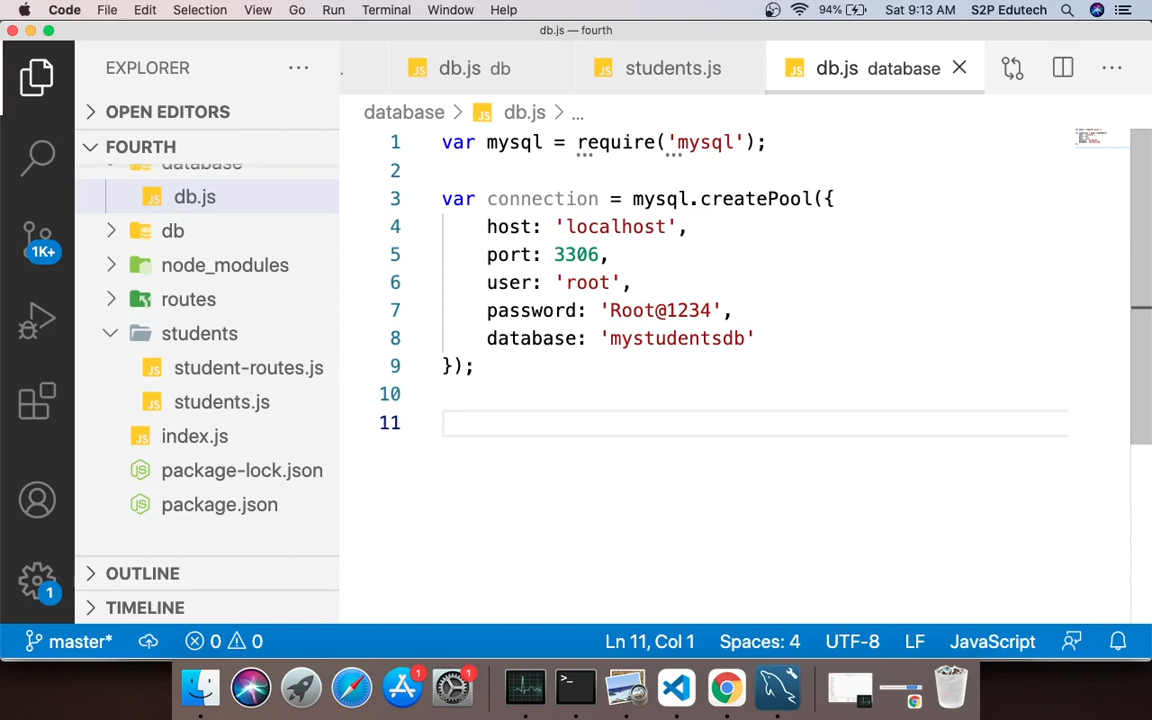 Code File Edit Selection View Go Run Terminal Window Help 94% Sat 9:13 AM S2P Edutech
db.js — fourth
EXPLORER
db.js db students.js db.js database
OPEN EDITORS
database > db.js > ...
FOURTH
database
db.js
db
node_modules
routes
students
student-routes.js
students.js
index.js
package-lock.json
package.json
OUTLINE
TIMELINE
1K+
1
1 var mysql = require('mysql');
2
3 var connection = mysql.createPool({
4 host: 'localhost',
5 port: 3306,
6 user: 'root',
7 password: 'Root@1234',
8 database: 'mystudentsdb'
9 });
10
11
master* 0 0 Ln 11, Col 1 Spaces: 4 UTF-8 LF JavaScript
1 1